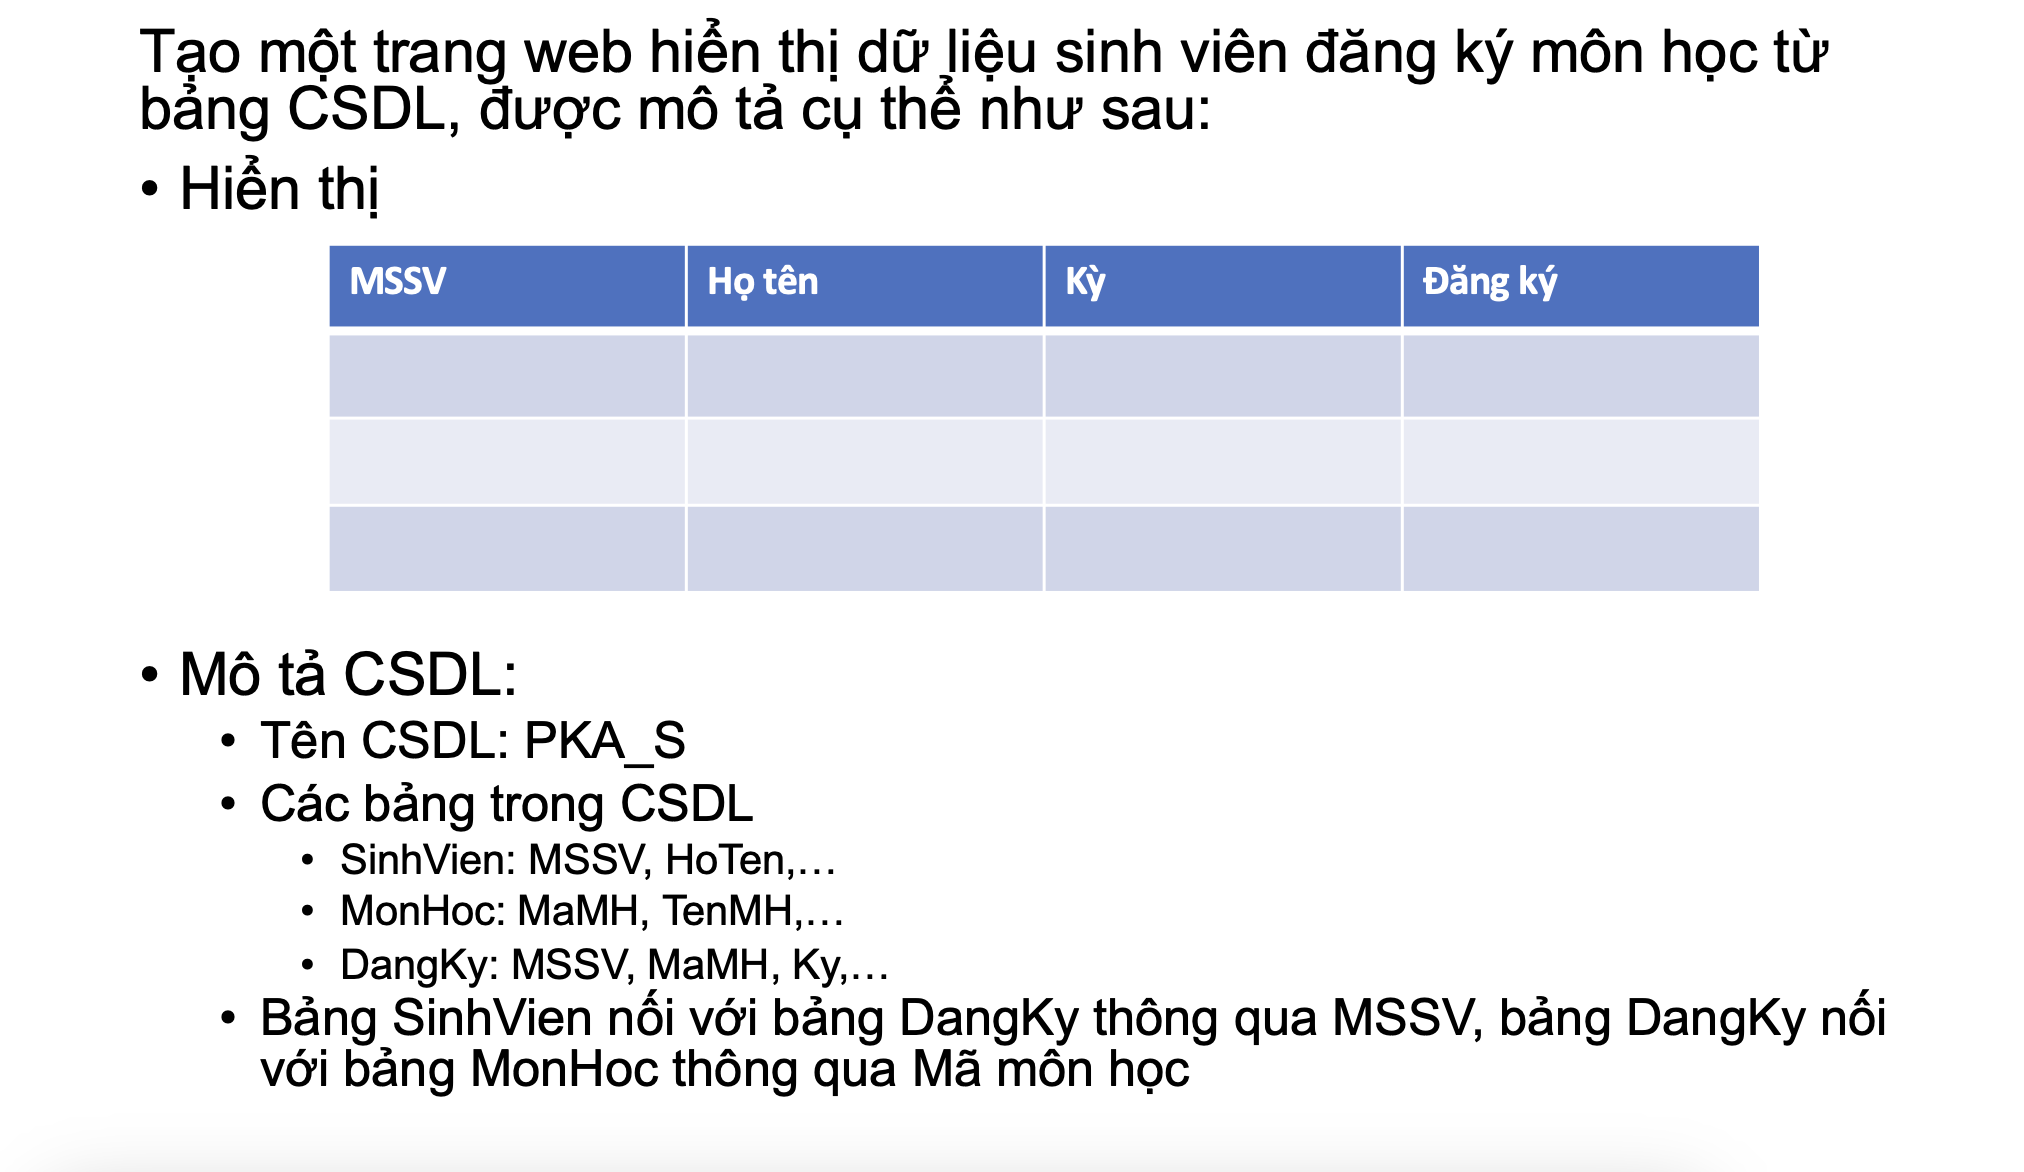 Tạo một trang web hiển thị dữ liệu sinh viên đăng ký môn học từ
bảng CSDL, được mô tả cụ thể như sau:
• Hiển thị
MSSV Họ tên Kỳ Đăng ký
• Mô tả CSDL:
• Tên CSDL: PKA_S
• Các bảng trong CSDL
• SinhVien: MSSV, HoTen,...
• MonHoc: MaMH, TenMH,...
• DangKy: MSSV, MaMH, Ky,...
• Bảng SinhVien nối với bảng DangKy thông qua MSSV, bảng DangKy nối
với bảng MonHoc thông qua Mã môn học